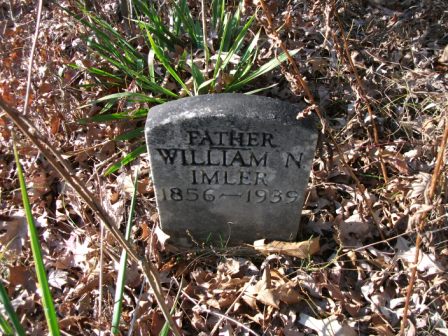 FATHER
WILLIAM N
IMLER
1856—1939